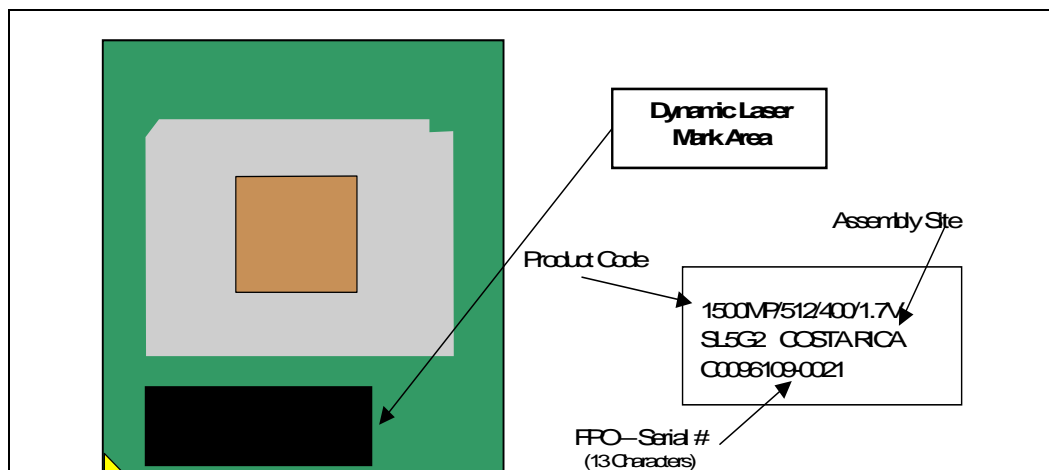 Dynamic Laser
Mark Area
Assembly Site
Product Code
1500MP/512/400/1.7V
SL5G2 COSTA RICA
C0096109-0021
FPO – Serial #
(13 Characters)